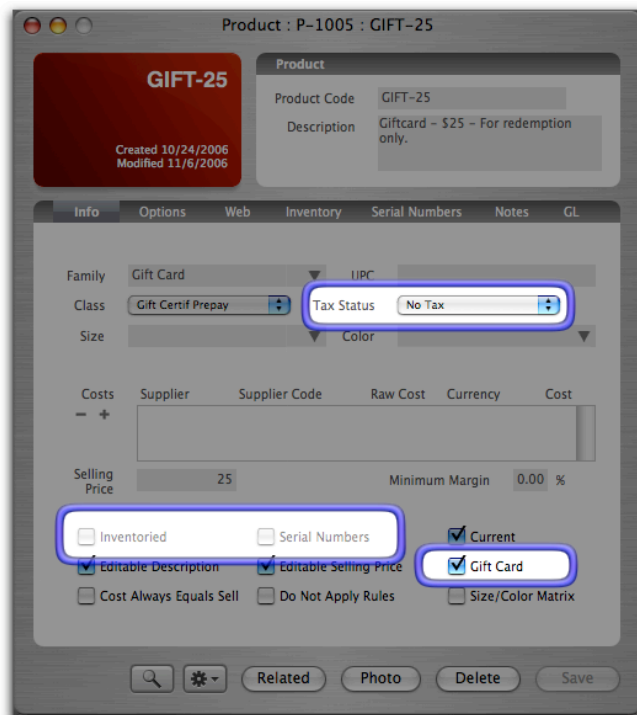 Product : P-1005 : GIFT-25
GIFT-25
Created 10/24/2006
Modified 11/6/2006
Product
Product Code GIFT-25
Description Giftcard - $25 - For redemption
only.
Info Options Web Inventory Serial Numbers Notes GL
Family Gift Card UPC
Class Gift Certif Prepay Tax Status No Tax
Size Color
Costs Supplier Supplier Code Raw Cost Currency Cost
− +
Selling
Price 25 Minimum Margin 0.00 %
Inventoried Serial Numbers Current
Editable Description Editable Selling Price Gift Card
Cost Always Equals Sell Do Not Apply Rules Size/Color Matrix
Related Photo Delete Save